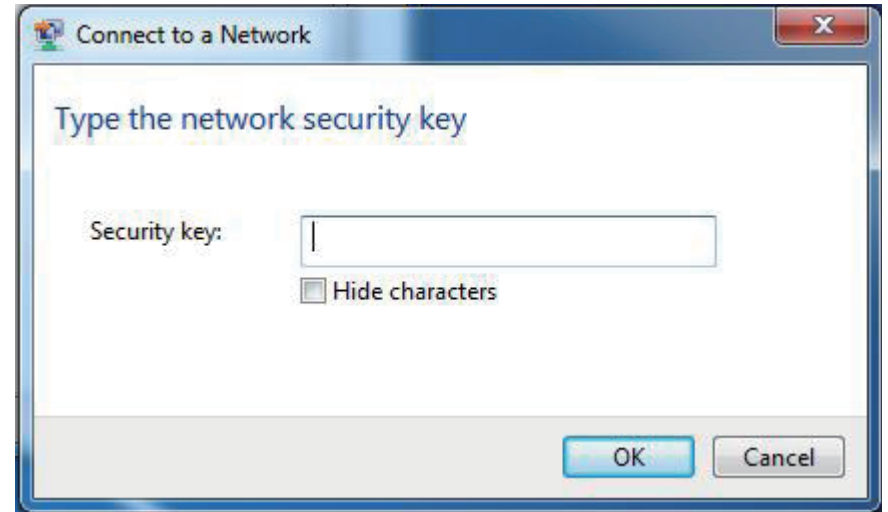 Connect to a Network
Type the network security key
Security key:
Hide characters
OK
Cancel